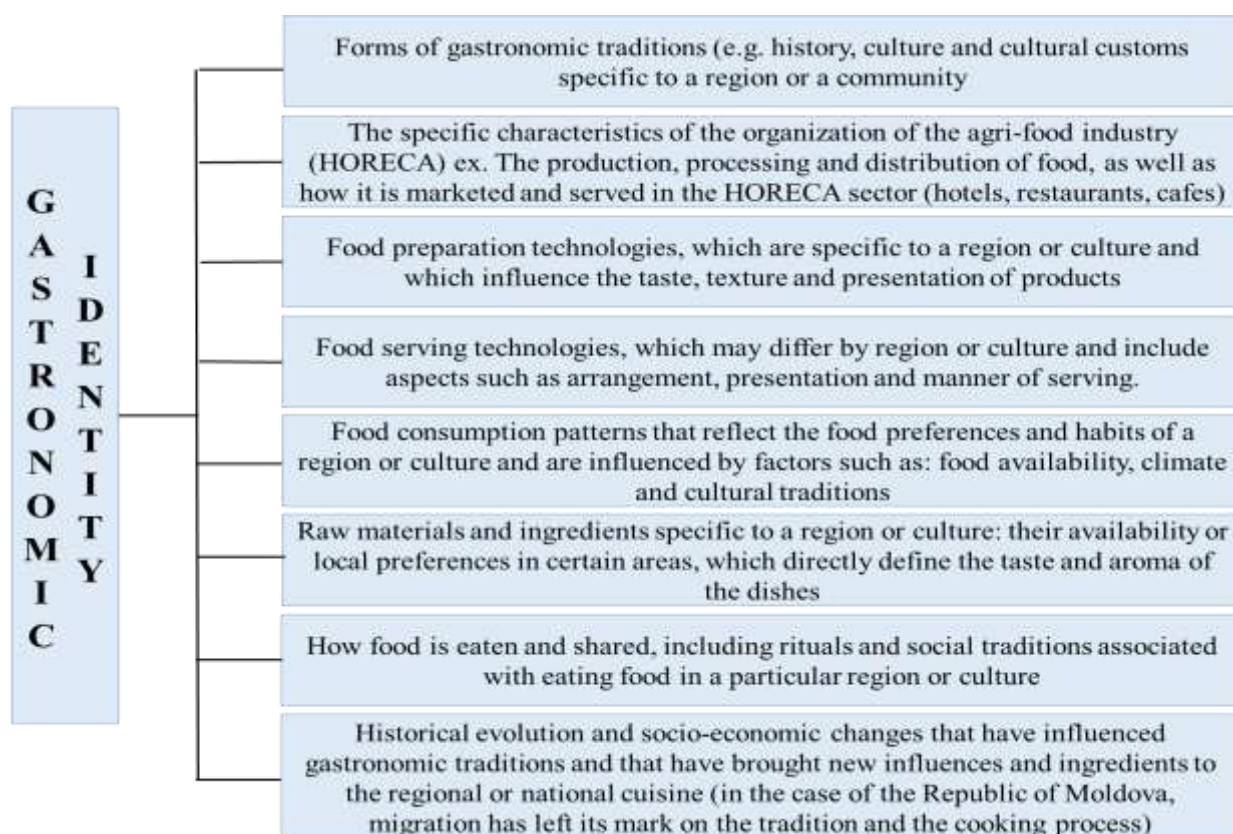 GASTRONOMIC
IDENTITY
Forms of gastronomic traditions (e.g. history, culture and cultural customs
specific to a region or a community
The specific characteristics of the organization of the agri-food industry
(HORECA) ex. The production, processing and distribution of food, as well as
how it is marketed and served in the HORECA sector (hotels, restaurants, cafes)
Food preparation technologies, which are specific to a region or culture and
which influence the taste, texture and presentation of products
Food serving technologies, which may differ by region or culture and include
aspects such as arrangement, presentation and manner of serving.
Food consumption patterns that reflect the food preferences and habits of a
region or culture and are influenced by factors such as: food availability, climate
and cultural traditions
Raw materials and ingredients specific to a region or culture: their availability or
local preferences in certain areas, which directly define the taste and aroma of
the dishes
How food is eaten and shared, including rituals and social traditions associated
with eating food in a particular region or culture
Historical evolution and socio-economic changes that have influenced
gastronomic traditions and that have brought new influences and ingredients to
the regional or national cuisine (in the case of the Republic of Moldova,
migration has left its mark on the tradition and the cooking process)